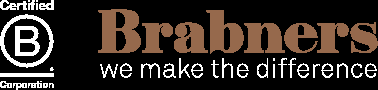 Certified
B
Corporation
Brabners
we make the difference